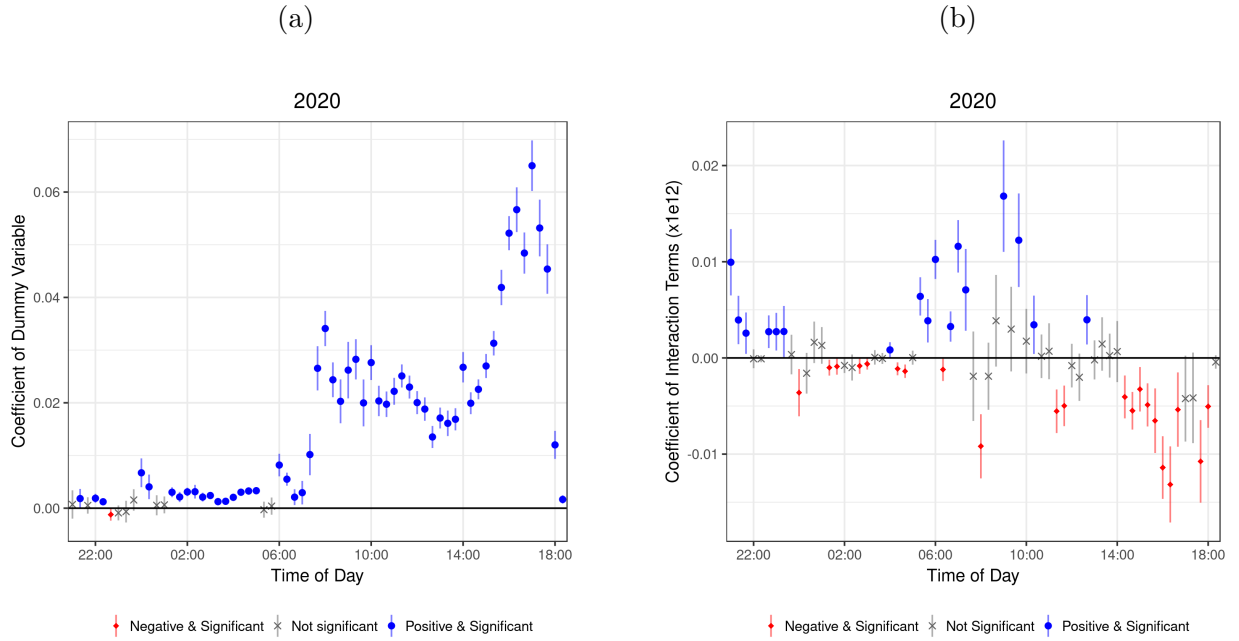 (a)
(b)
2020
2020
Coefficient of Dummy Variable
0.06
0.04
0.02
0.00
22:00 02:00 06:00 10:00 14:00 18:00
Time of Day
Negative & Significant Not significant Positive & Significant
Coefficient of Interaction Terms (x1e12)
0.02
0.01
0.00
-0.01
22:00 02:00 06:00 10:00 14:00 18:00
Time of Day
Negative & Significant Not Significant Positive & Significant